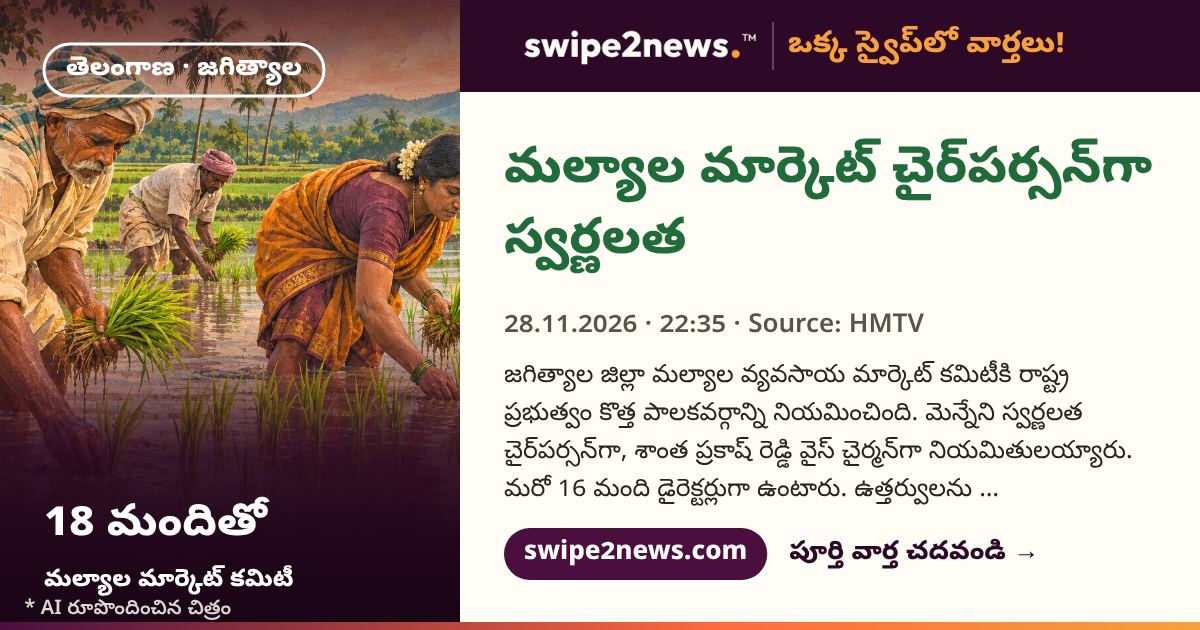 తెలంగాణ · జగిత్యాల
swipe2news.™ ఒక్క స్వైప్‌లో వార్తలు!
మల్యాల మార్కెట్ చైర్‌పర్సన్‌గా
స్వర్ణలత
28.11.2026 · 22:35 · Source: HMTV
జగిత్యాల జిల్లా మల్యాల వ్యవసాయ మార్కెట్ కమిటీకి రాష్ట్ర
ప్రభుత్వం కొత్త పాలకవర్గాన్ని నియమించింది. మెన్నేని స్వర్ణలత
చైర్‌పర్సన్‌గా, శాంత ప్రకాష్ రెడ్డి వైస్ చైర్మన్‌గా నియమితులయ్యారు.
మరో 16 మంది డైరెక్టర్లుగా ఉంటారు. ఉత్తర్వులను ...
swipe2news.com పూర్తి వార్త చదవండి →
18 మందితో
మల్యాల మార్కెట్ కమిటీ
* AI రూపొందించిన చిత్రం